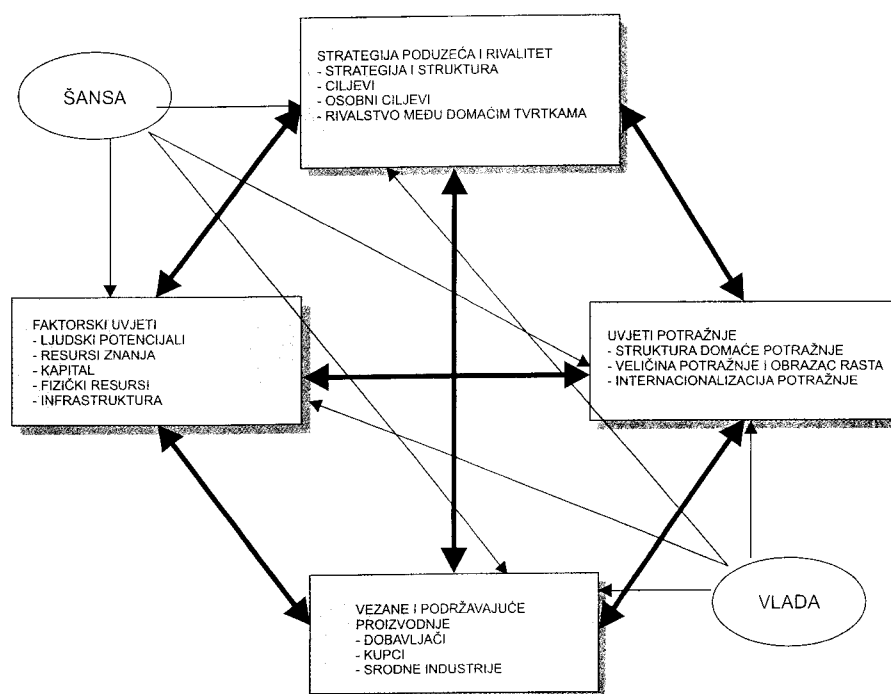 STRATEGIJA PODUZEĆA I RIVALITET
- STRATEGIJA I STRUKTURA
- CILJEVI
- OSOBNI CILJEVI
- RIVALSTVO MEĐU DOMAĆIM TVRTKAMA
ŠANSA
FAKTORSKI UVJETI
- LJUDSKI POTENCIJALI
- RESURSI ZNANJA
- KAPITAL
- FIZIČKI RESURSI
- INFRASTRUKTURA
UVJETI POTRAŽNJE
- STRUKTURA DOMAĆE POTRAŽNJE
- VELIČINA POTRAŽNJE I OBRAZAC RASTA
- INTERNACIONALIZACIJA POTRAŽNJE
VEZANE I PODRŽAVAJUĆE
PROIZVODNJE
- DOBAVLJAČI
- KUPCI
- SRODNE INDUSTRIJE
VLADA